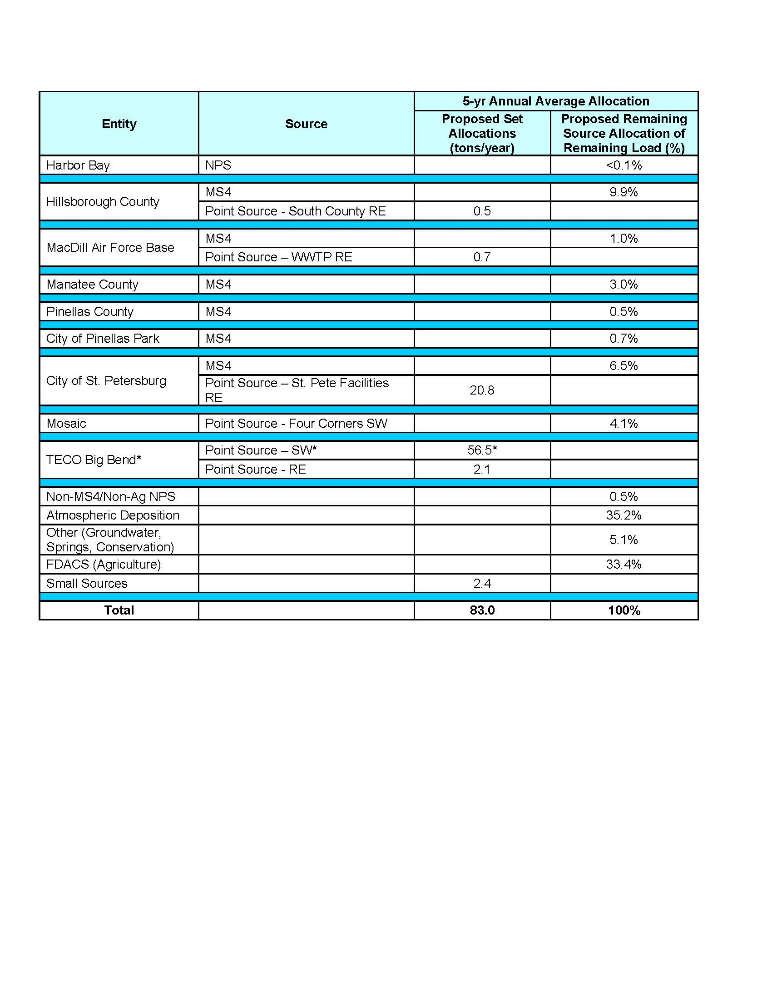 5-yr Annual Average Allocation
Entity
Source
Proposed Set
Allocations
(tons/year)
Proposed Remaining
Source Allocation of
Remaining Load (%)
Harbor Bay
NPS
<0.1%
Hillsborough County
MS4
9.9%
Point Source - South County RE
0.5
MacDill Air Force Base
MS4
1.0%
Point Source – WWTP RE
0.7
Manatee County
MS4
3.0%
Pinellas County
MS4
0.5%
City of Pinellas Park
MS4
0.7%
City of St. Petersburg
MS4
6.5%
Point Source – St. Pete Facilities
RE
20.8
Mosaic
Point Source - Four Corners SW
4.1%
TECO Big Bend*
Point Source – SW*
56.5*
Point Source - RE
2.1
Non-MS4/Non-Ag NPS
0.5%
Atmospheric Deposition
35.2%
Other (Groundwater,
Springs, Conservation)
5.1%
FDACS (Agriculture)
33.4%
Small Sources
2.4
Total
83.0
100%